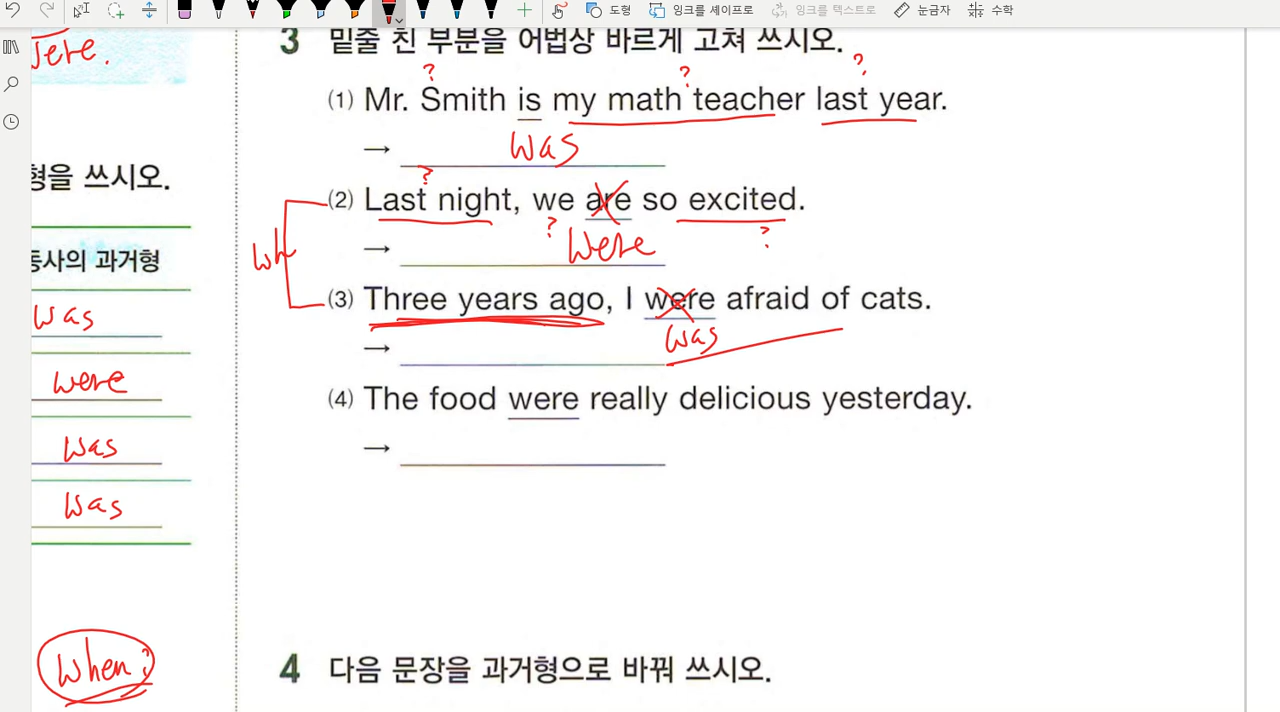 도형 잉크를 셰이프로 잉크를 텍스트로 눈금자 수학
3 밑줄 친 부분을 어법상 바르게 고쳐 쓰시오.
? ? ?
(1) Mr. Smith is my math teacher last year.
→ was
?
(2) Last night, we are so excited.
? ?
→ were
wh
(3) Three years ago, I were afraid of cats.
→ was
(4) The food were really delicious yesterday.
→
4 다음 문장을 과거형으로 바꿔 쓰시오.
were.
형을 쓰시오.
동사의 과거형
was
were
was
was
when?